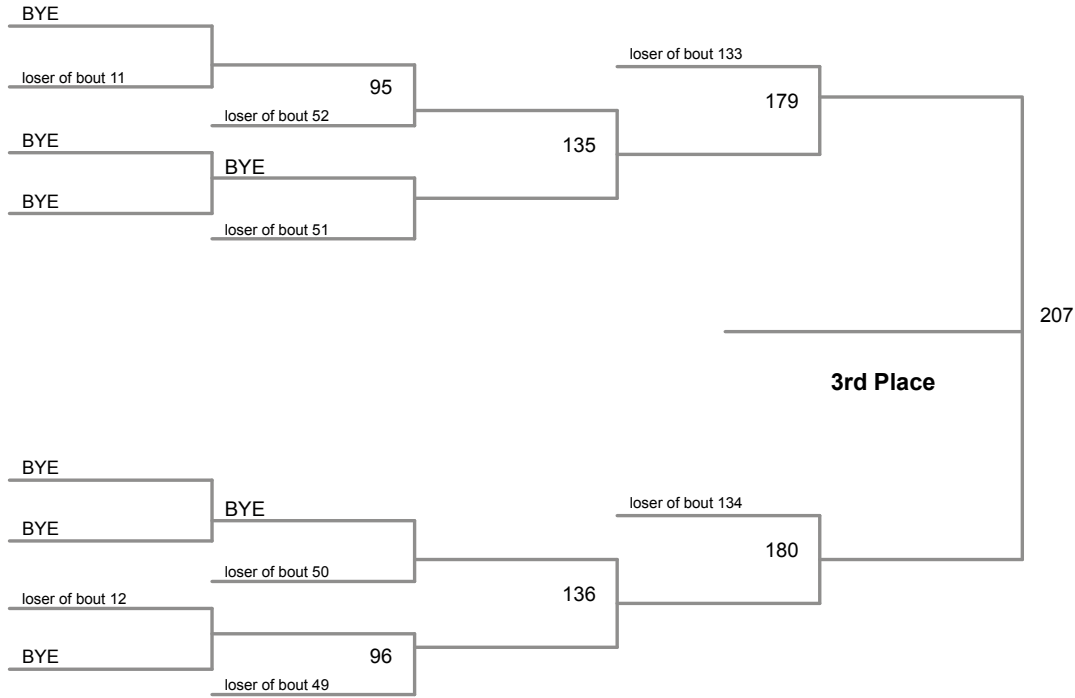 BYE
loser of bout 133
loser of bout 11
95
179
loser of bout 52
BYE
135
BYE
BYE
loser of bout 51
207
3rd Place
BYE
loser of bout 134
BYE
BYE
180
loser of bout 50
136
loser of bout 12
BYE
96
loser of bout 49